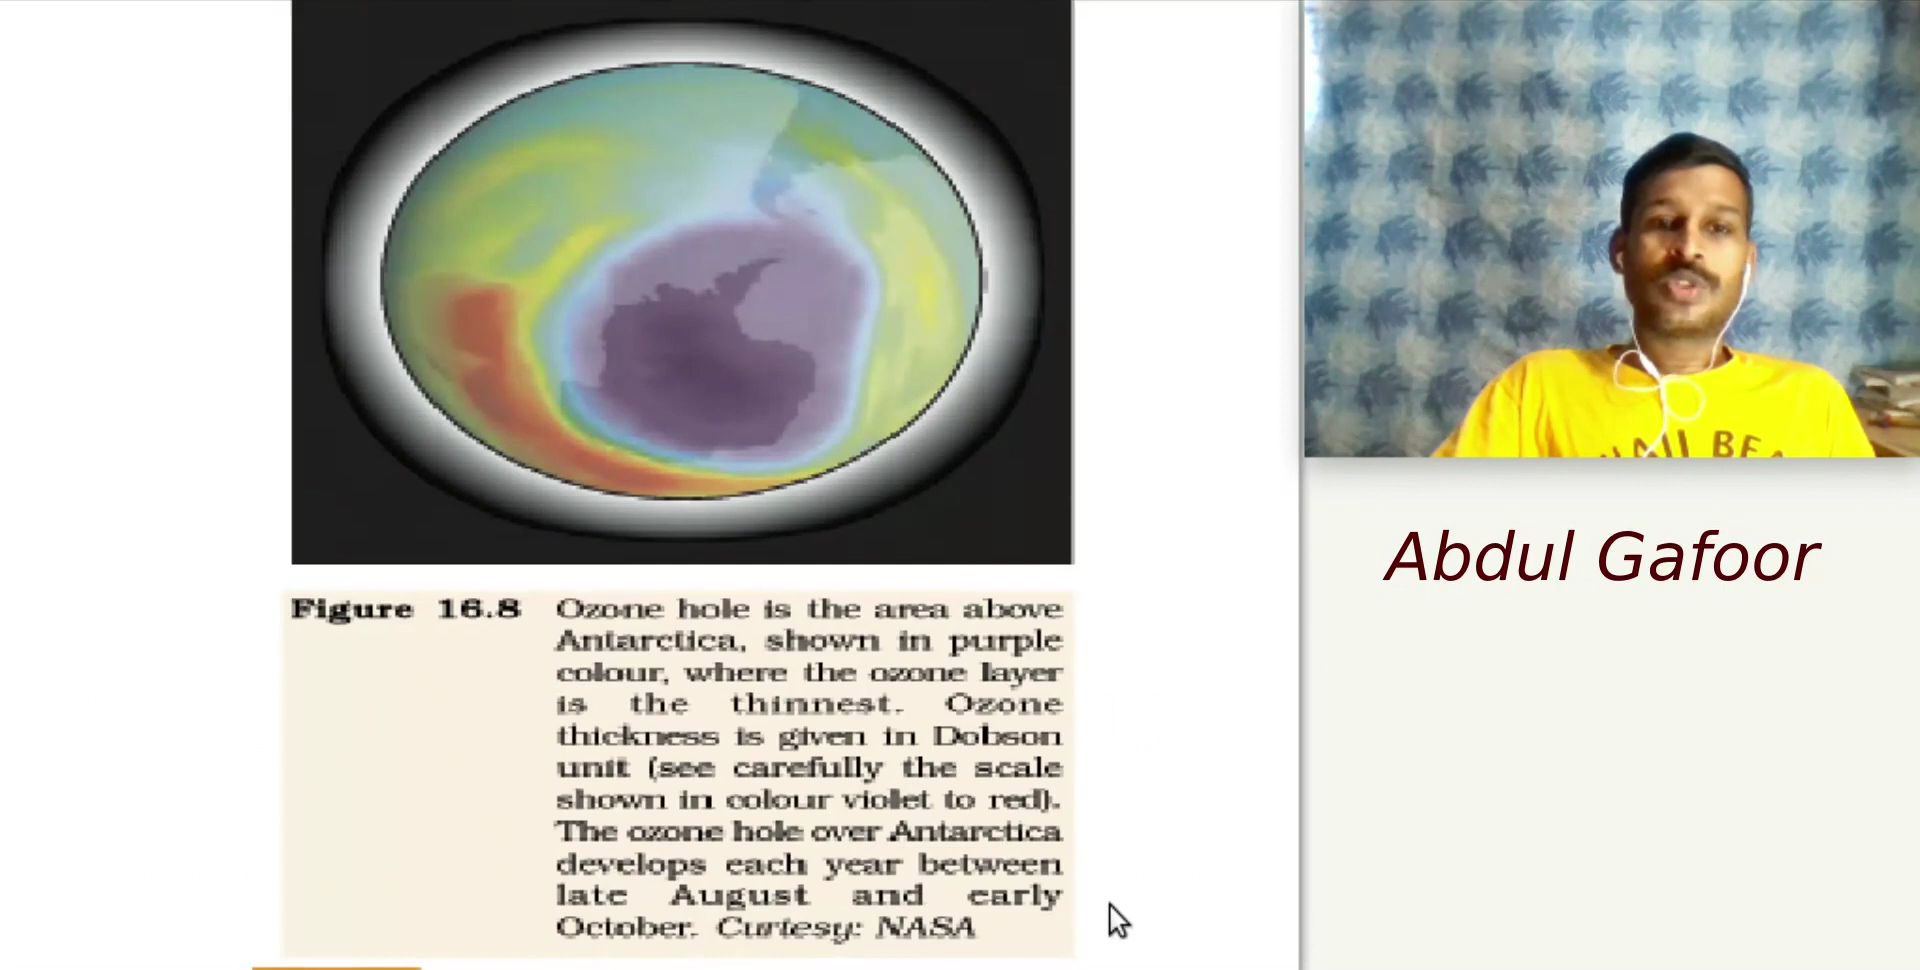 Figure 16.8 Ozone hole is the area above
Antarctica, shown in purple
colour, where the ozone layer
is the thinnest. Ozone
thickness is given in Dobson
unit (see carefully the scale
shown in colour violet to red).
The ozone hole over Antarctica
develops each year between
late August and early
October. Curtesy: NASA
Abdul Gafoor